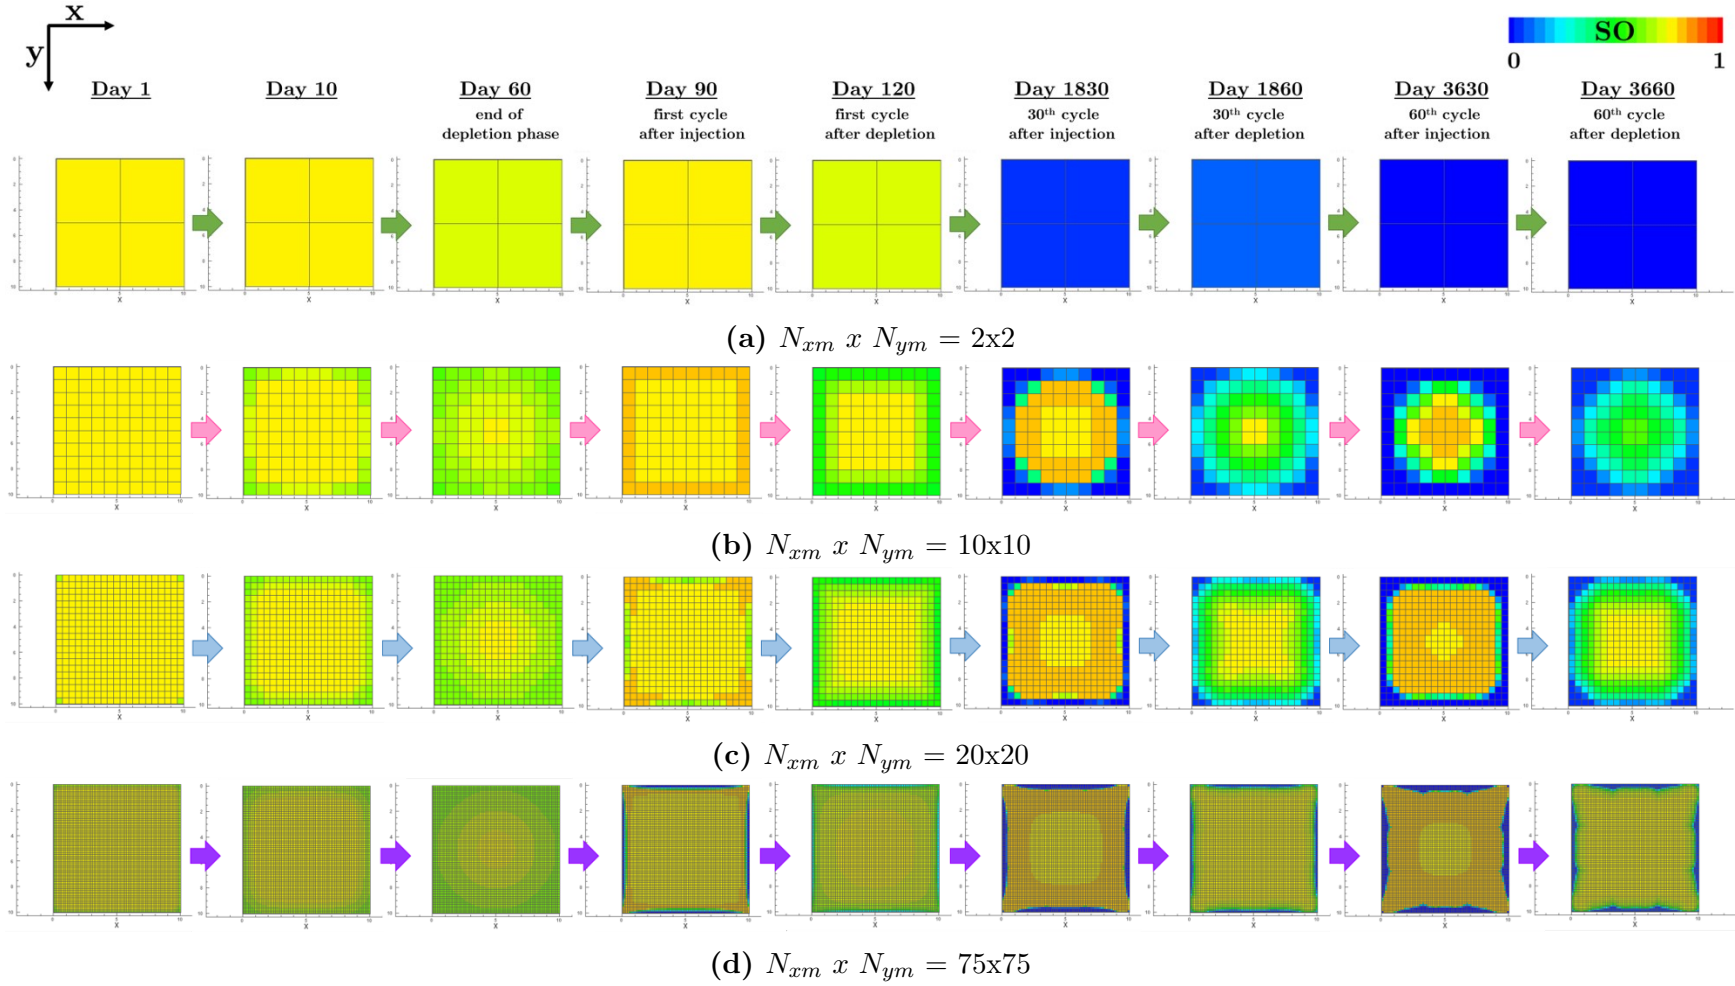 x
y
SO
0 1
Day 1 Day 10 Day 60 Day 90 Day 120 Day 1830 Day 1860 Day 3630 Day 3660
end of first cycle first cycle 30th cycle 30th cycle 60th cycle 60th cycle
depletion phase after injection after depletion after injection after depletion after injection after depletion
(a) Nxm x Nym = 2x2
(b) Nxm x Nym = 10x10
(c) Nxm x Nym = 20x20
(d) Nxm x Nym = 75x75